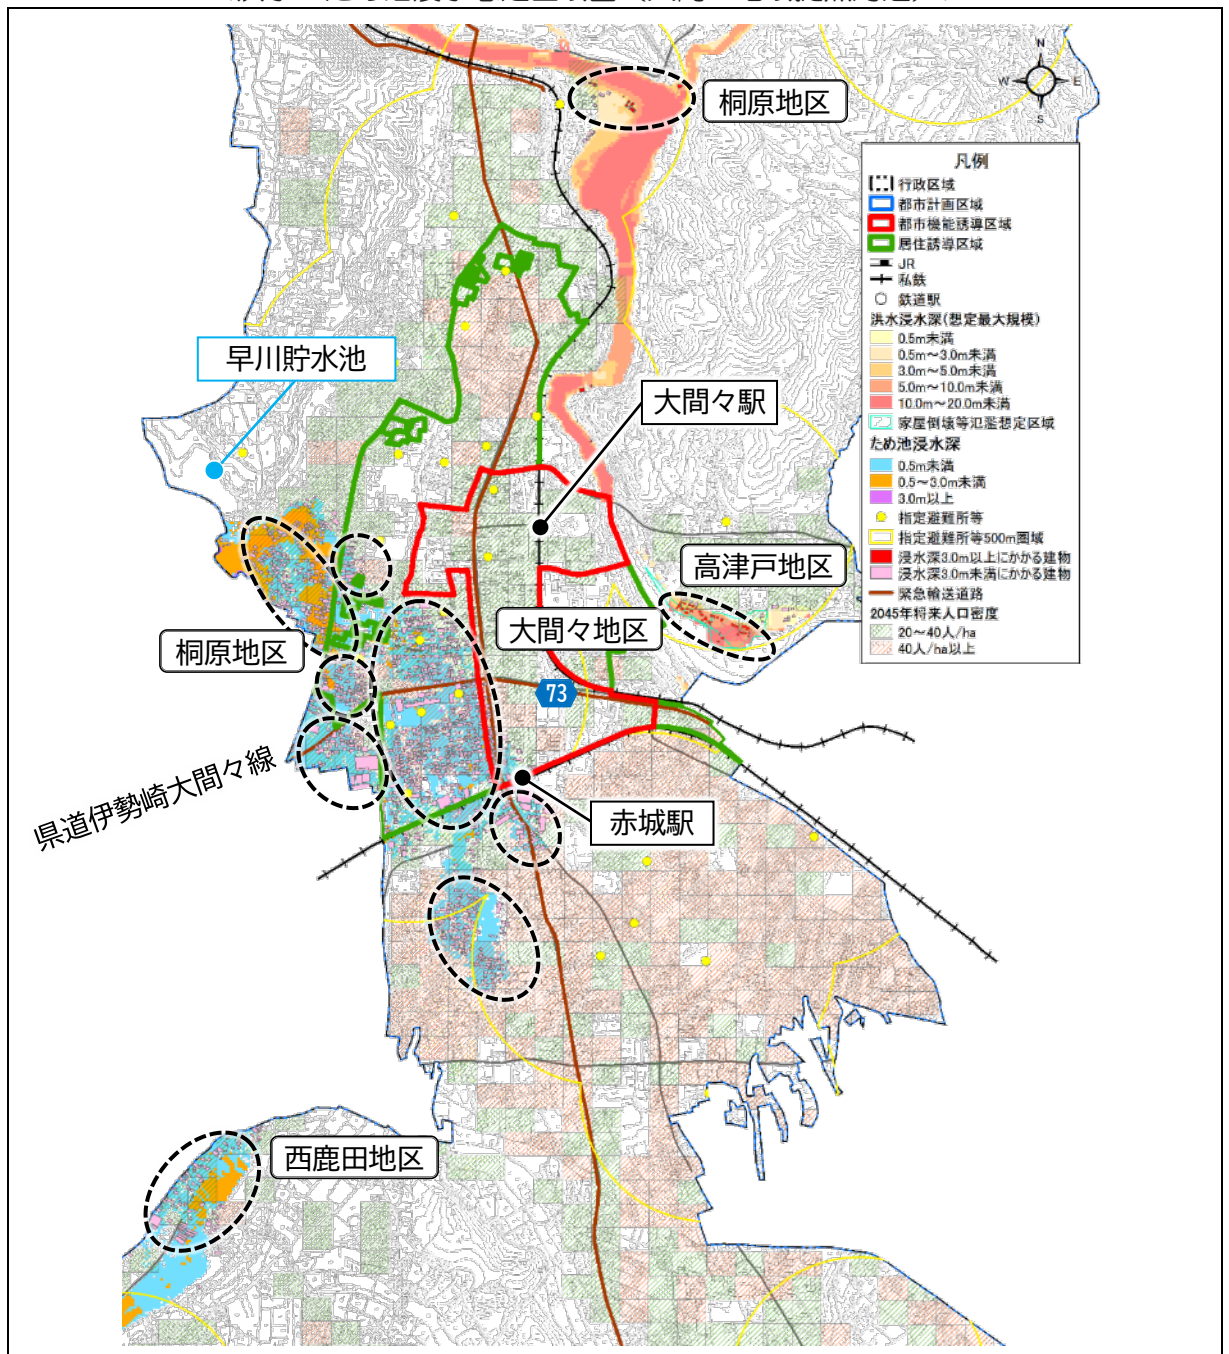 桐原地区
N
W E
S
凡例
行政区域
都市計画区域
都市機能誘導区域
居住誘導区域
JR
私鉄
鉄道駅
洪水浸水深(想定最大規模)
0.5m未満
0.5m～3.0m未満
3.0m～5.0m未満
5.0m～10.0m未満
10.0m～20.0m未満
家屋倒壊等氾濫想定区域
ため池浸水深
0.5m未満
0.5～3.0m未満
3.0m以上
指定避難所等
指定避難所等500m圏域
浸水深3.0m以上にかかる建物
浸水深3.0m未満にかかる建物
緊急輸送道路
2045年将来人口密度
20～40人/ha
40人/ha以上
早川貯水池
大間々駅
高津戸地区
大間々地区
桐原地区
73
県道伊勢崎大間々線
赤城駅
西鹿田地区